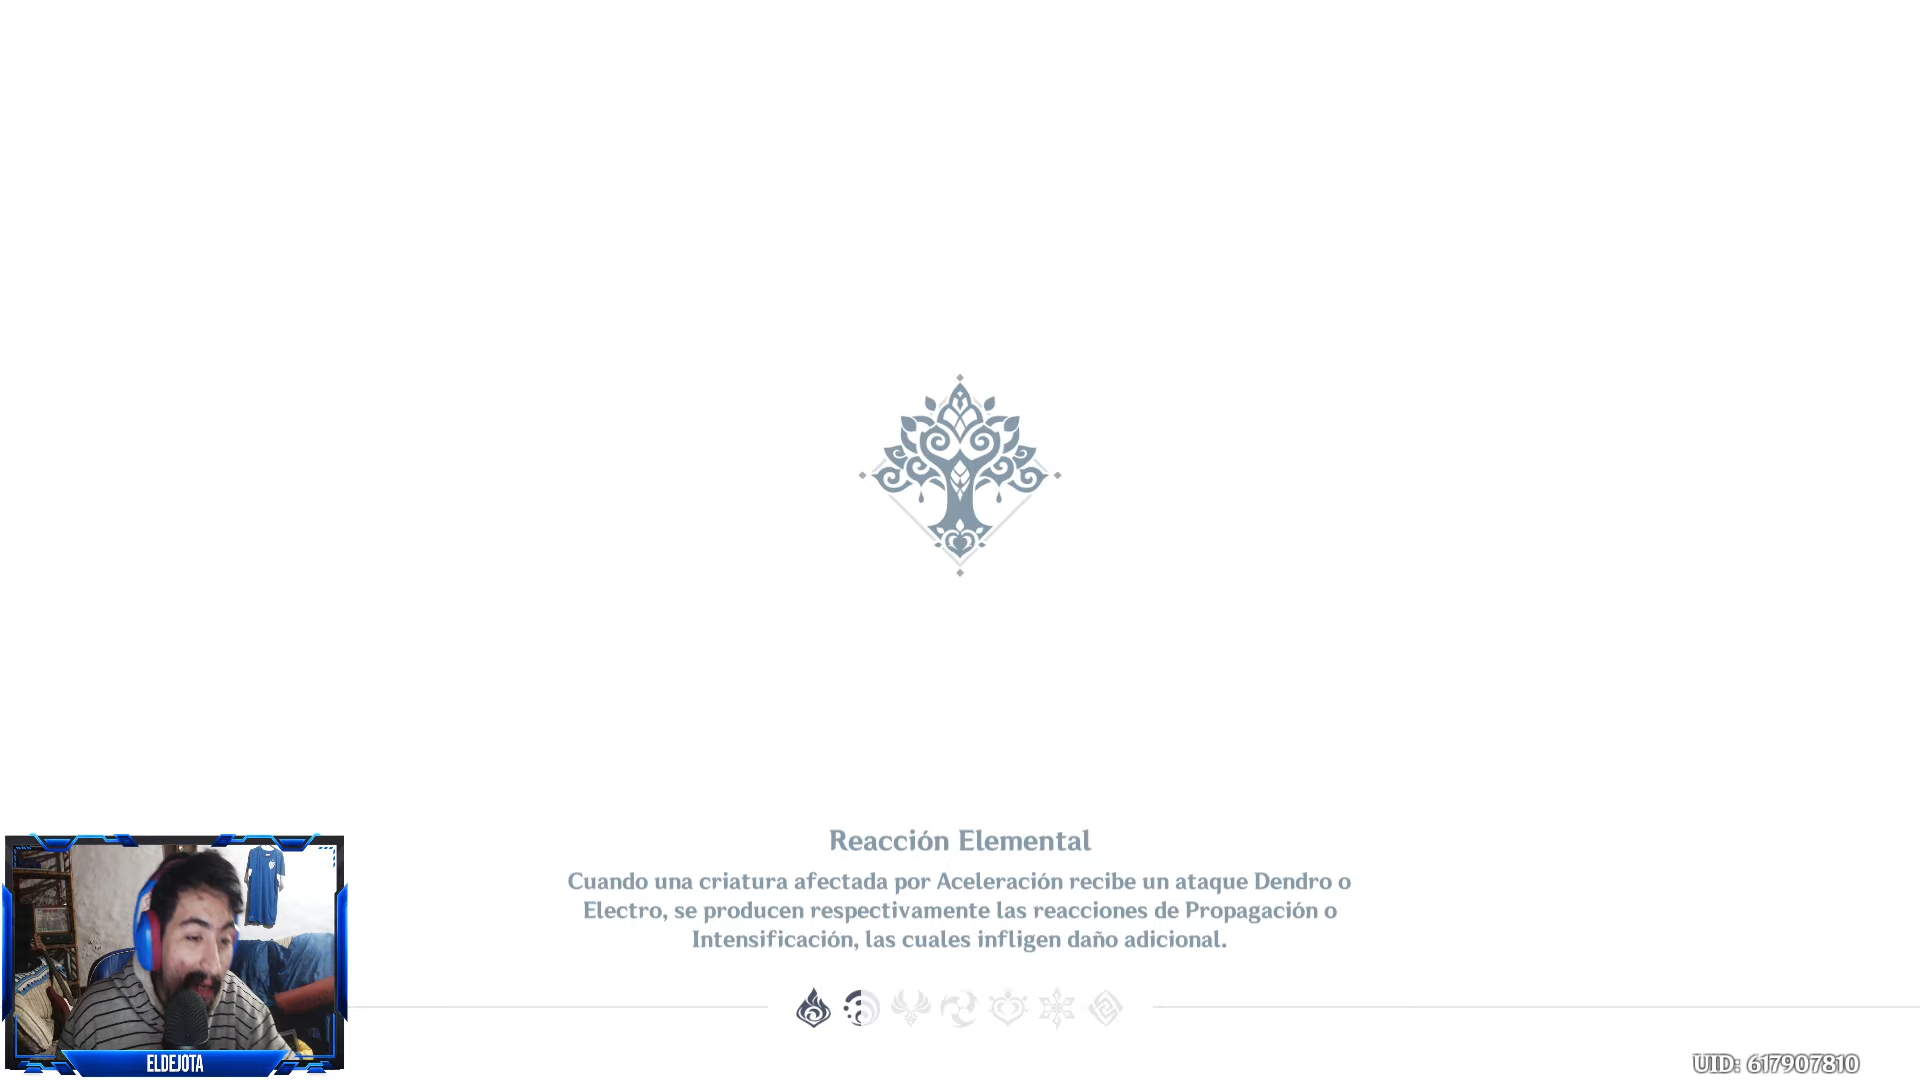 Reacción Elemental
Cuando una criatura afectada por Aceleración recibe un ataque Dendro o
Electro, se producen respectivamente las reacciones de Propagación o
Intensificación, las cuales infligen daño adicional.
ELDEJOTA
UID: 617907810